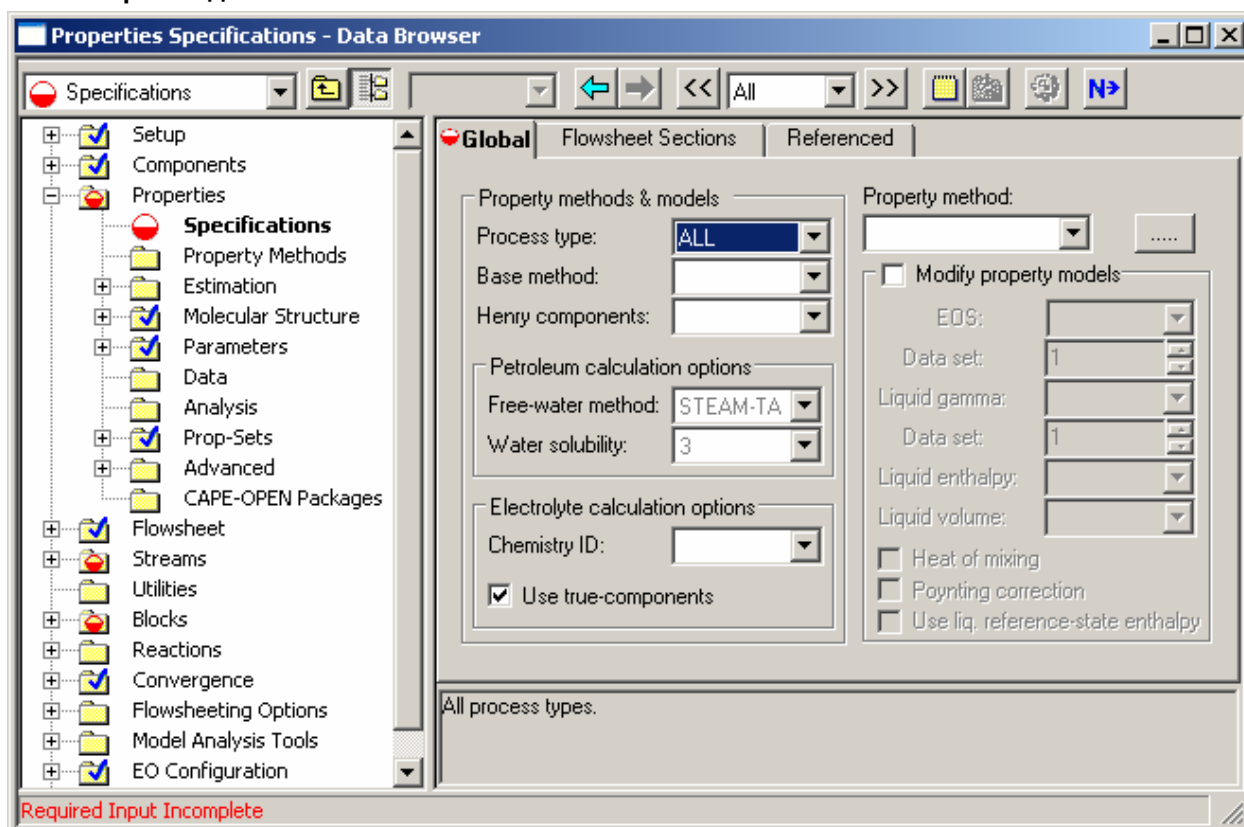 Properties Specifications - Data Browser
Specifications
<< All >> N>
Setup
Components
Properties
Specifications
Property Methods
Estimation
Molecular Structure
Parameters
Data
Analysis
Prop-Sets
Advanced
CAPE-OPEN Packages
Flowsheet
Streams
Utilities
Blocks
Reactions
Convergence
Flowsheeting Options
Model Analysis Tools
EO Configuration
Global Flowsheet Sections Referenced
Property methods & models
Process type: ALL
Base method:
Henry components:
Petroleum calculation options
Free-water method: STEAM-TA
Water solubility: 3
Electrolyte calculation options
Chemistry ID:
Use true-components
Property method:
.....
Modify property models
EOS:
Data set: 1
Liquid gamma:
Data set: 1
Liquid enthalpy:
Liquid volume:
Heat of mixing
Poynting correction
Use liq. reference-state enthalpy
All process types.
Required Input Incomplete